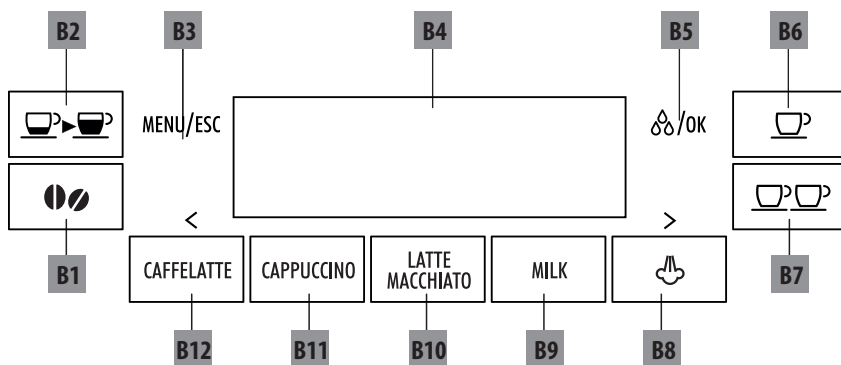 B2 B3 B4 B5 B6
MENU/ESC
/OK
< >
CAFFELATTE
CAPPUCCINO
LATTE
MACCHIATO
MILK
B1
B7
B12 B11 B10 B9 B8